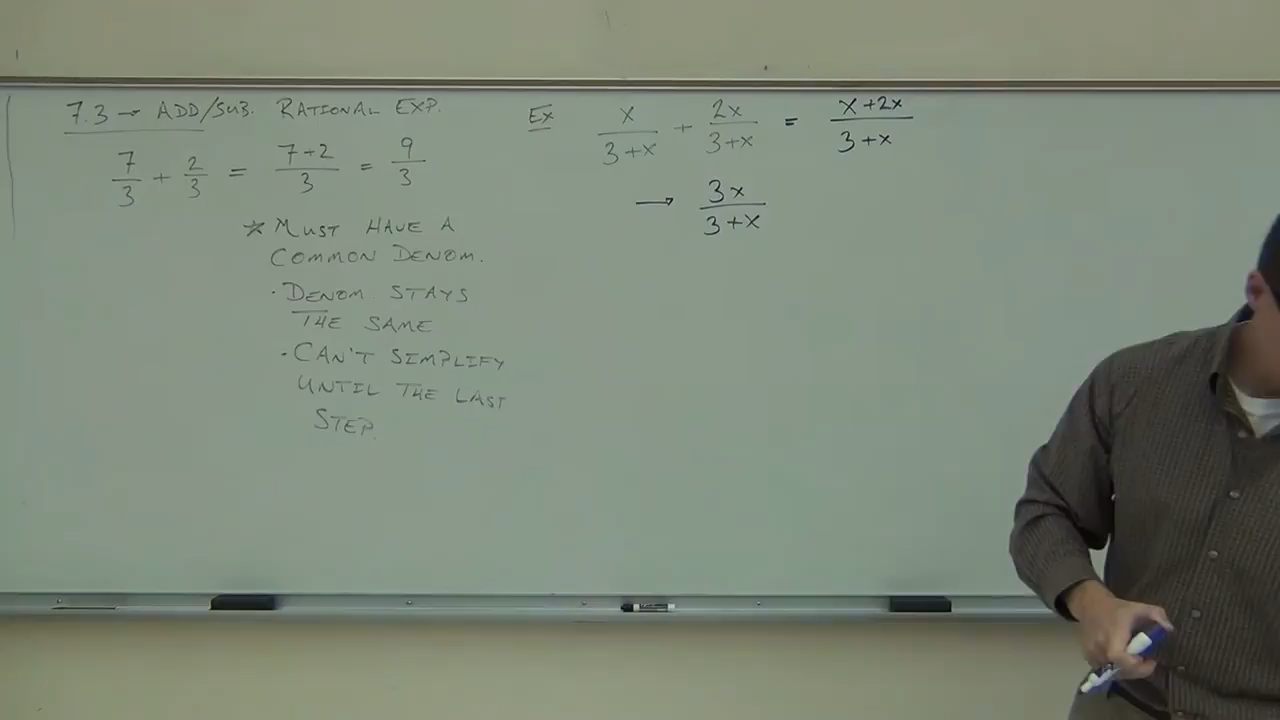 7.3 → ADD/SUB. RATIONAL EXP.
7/3 + 2/3 = 7+2/3 = 9/3
☆ MUST HAVE A
COMMON DENOM.
· DENOM STAYS
THE SAME
· CAN'T SIMPLIFY
UNTIL THE LAST
STEP.
Ex x/3+x + 2x/3+x = x+2x/3+x
→ 3x/3+x